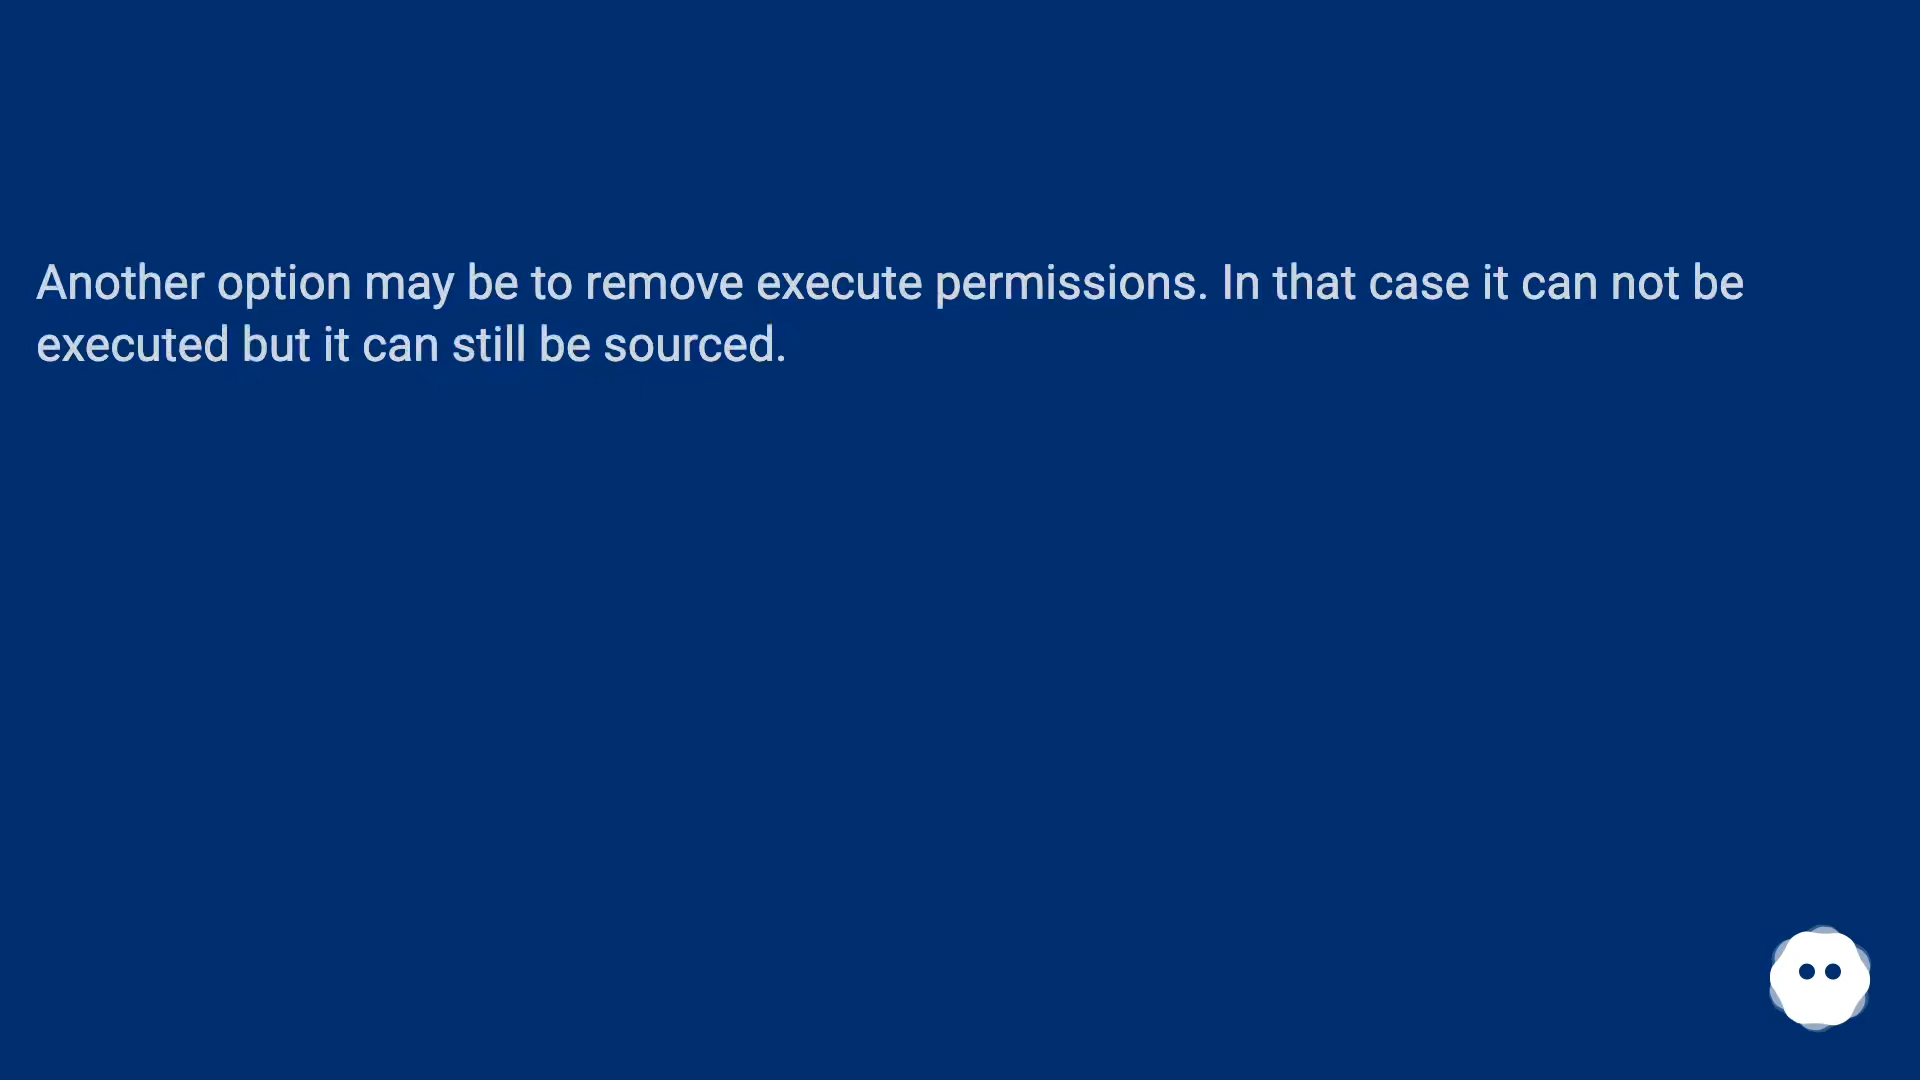 Another option may be to remove execute permissions. In that case it can not be
executed but it can still be sourced.